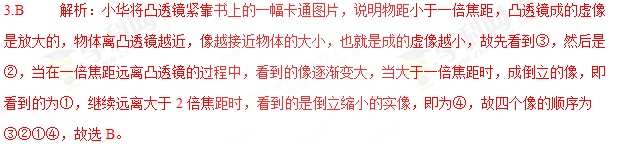 3.B 解析：小华将凸透镜紧靠书上的一幅卡通图片，说明物距小于一倍焦距，凸透镜成的虚像
是放大的，物体离凸透镜越近，像越接近物体的大小，也就是成的虚像越小，故先看到③，然后是
②，当在一倍焦距远离凸透镜的过程中，看到的像逐渐变大，当大于一倍焦距时，成倒立的像，即
看到的为①，继续远离大于 2 倍焦距时，看到的是倒立缩小的实像，即为④，故四个像的顺序为
③②①④，故选 B。